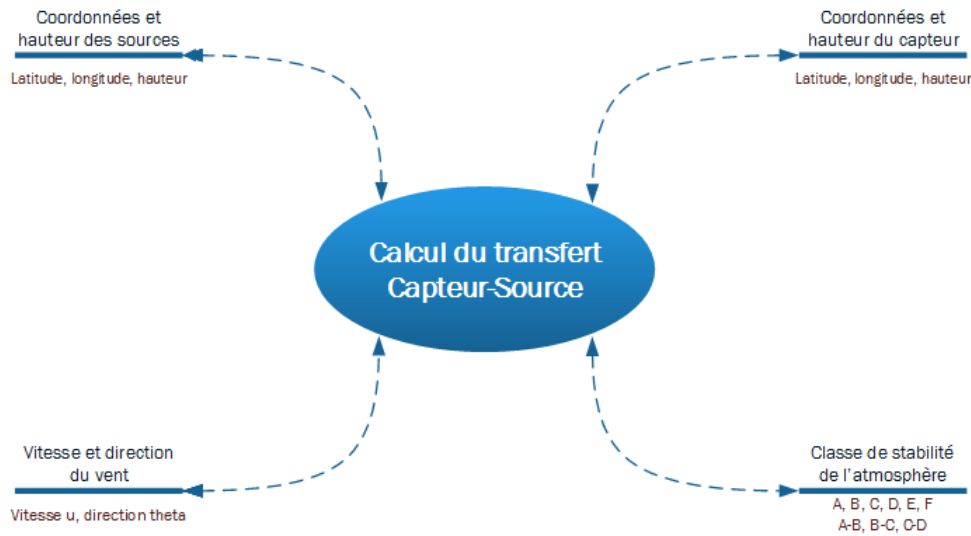 Coordonnées et
hauteur des sources
Latitude, longitude, hauteur
Coordonnées et
hauteur du capteur
Latitude, longitude, hauteur
Calcul du transfert
Capteur-Source
Vitesse et direction
du vent
Vitesse u, direction theta
Classe de stabilité
de l'atmosphère
A, B, C, D, E, F
A-B, B-C, C-D